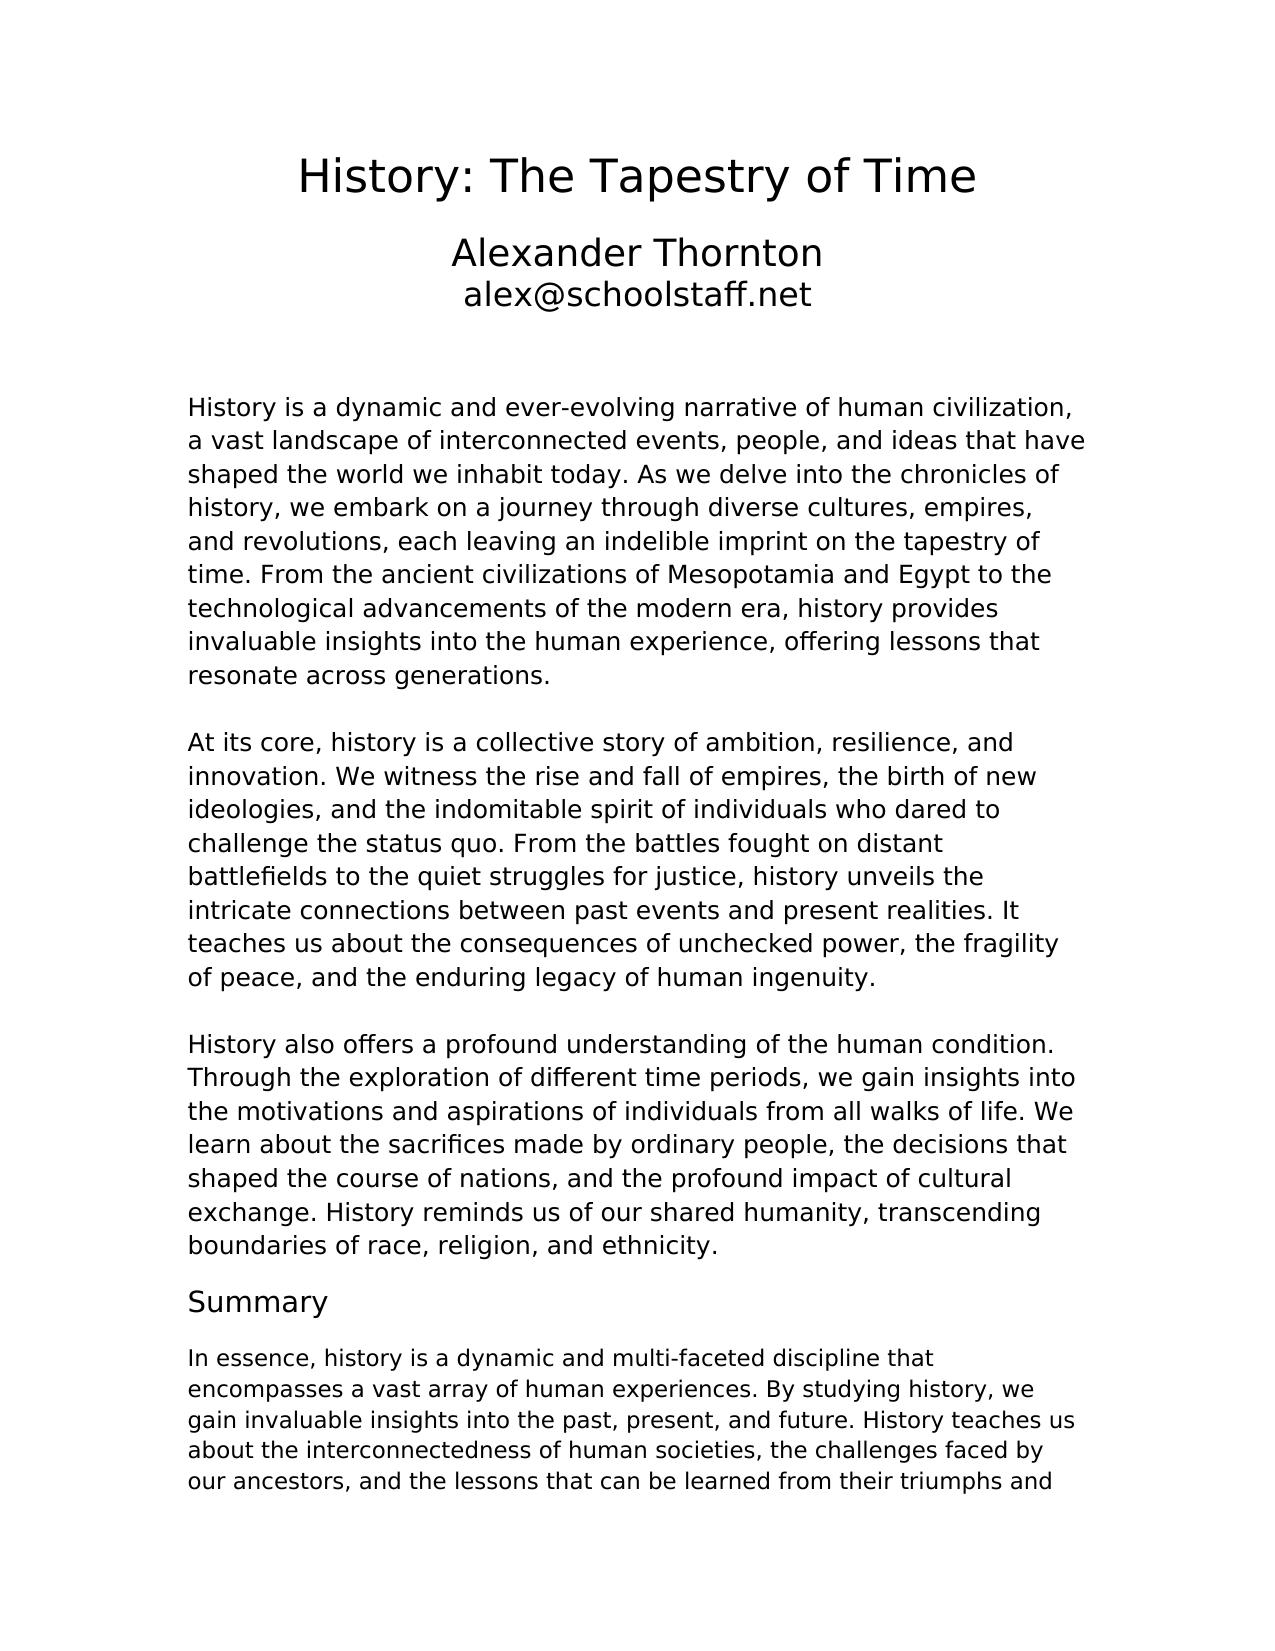 History: The Tapestry of Time
Alexander Thornton
alex@schoolstaff.net
History is a dynamic and ever-evolving narrative of human civilization,
a vast landscape of interconnected events, people, and ideas that have
shaped the world we inhabit today. As we delve into the chronicles of
history, we embark on a journey through diverse cultures, empires,
and revolutions, each leaving an indelible imprint on the tapestry of
time. From the ancient civilizations of Mesopotamia and Egypt to the
technological advancements of the modern era, history provides
invaluable insights into the human experience, offering lessons that
resonate across generations.
At its core, history is a collective story of ambition, resilience, and
innovation. We witness the rise and fall of empires, the birth of new
ideologies, and the indomitable spirit of individuals who dared to
challenge the status quo. From the battles fought on distant
battlefields to the quiet struggles for justice, history unveils the
intricate connections between past events and present realities. It
teaches us about the consequences of unchecked power, the fragility
of peace, and the enduring legacy of human ingenuity.
History also offers a profound understanding of the human condition.
Through the exploration of different time periods, we gain insights into
the motivations and aspirations of individuals from all walks of life. We
learn about the sacrifices made by ordinary people, the decisions that
shaped the course of nations, and the profound impact of cultural
exchange. History reminds us of our shared humanity, transcending
boundaries of race, religion, and ethnicity.
Summary
In essence, history is a dynamic and multi-faceted discipline that
encompasses a vast array of human experiences. By studying history, we
gain invaluable insights into the past, present, and future. History teaches us
about the interconnectedness of human societies, the challenges faced by
our ancestors, and the lessons that can be learned from their triumphs and